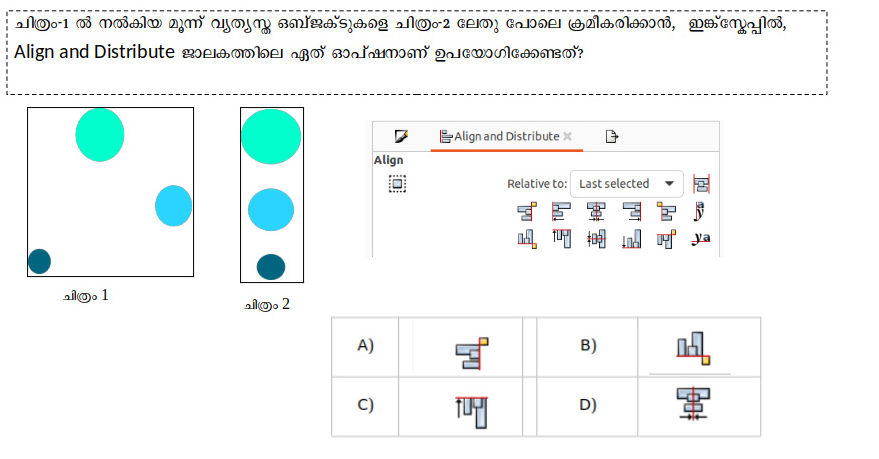 ചിത്രം-1 ൽ നൽകിയ മൂന്ന് വ്യത്യസ്ത ഒബ്ജക്ടുകളെ ചിത്രം-2 ലേതു പോലെ ക്രമീകരിക്കാൻ, ഇങ്ക്സ്കേപ്പിൽ,
Align and Distribute ജാലകത്തിലെ ഏത് ഓപ്ഷനാണ് ഉപയോഗിക്കേണ്ടത്?
Align and Distribute
Align
Relative to: Last selected
ചിത്രം 1
ചിത്രം 2
A)
B)
C)
D)